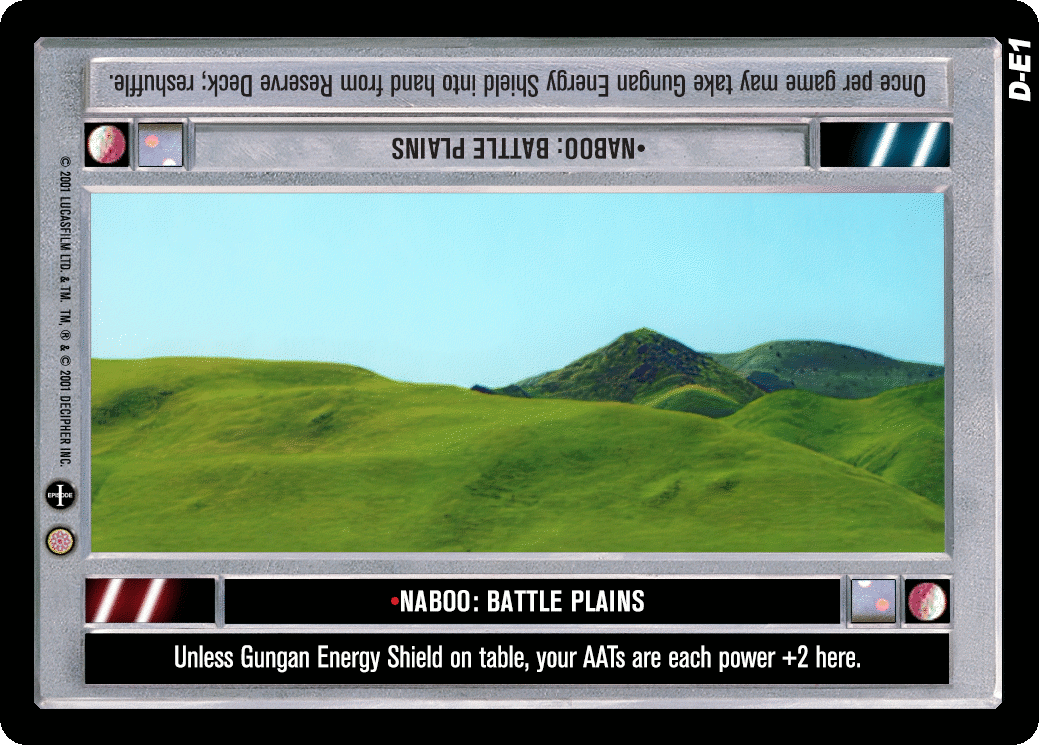 D-E1
Once per game may take Gungan Energy Shield into hand from Reserve Deck; reshuffle.
•NABOO: BATTLE PLAINS
© 2001 LUCASFILM LTD. & TM. TM, ® & © 2001 DECIPHER INC.
EPISODE
I
•NABOO: BATTLE PLAINS
Unless Gungan Energy Shield on table, your AATs are each power +2 here.